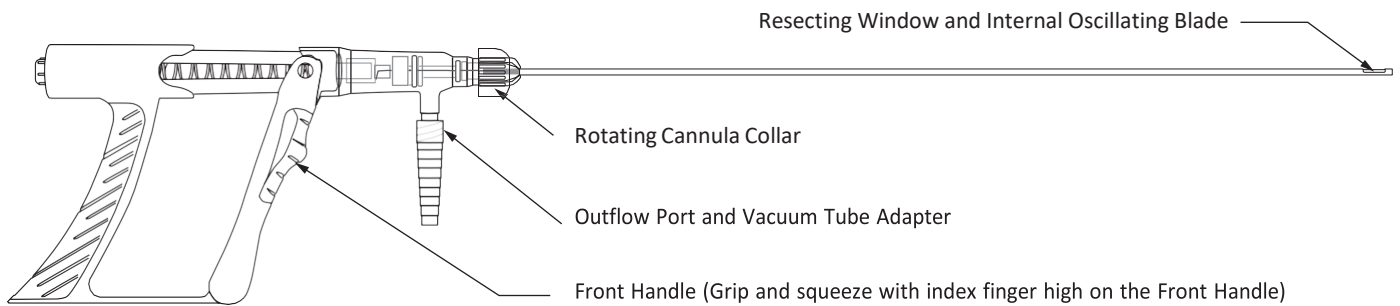 Resecting Window and Internal Oscillating Blade
Rotating Cannula Collar
Outflow Port and Vacuum Tube Adapter
Front Handle (Grip and squeeze with index finger high on the Front Handle)